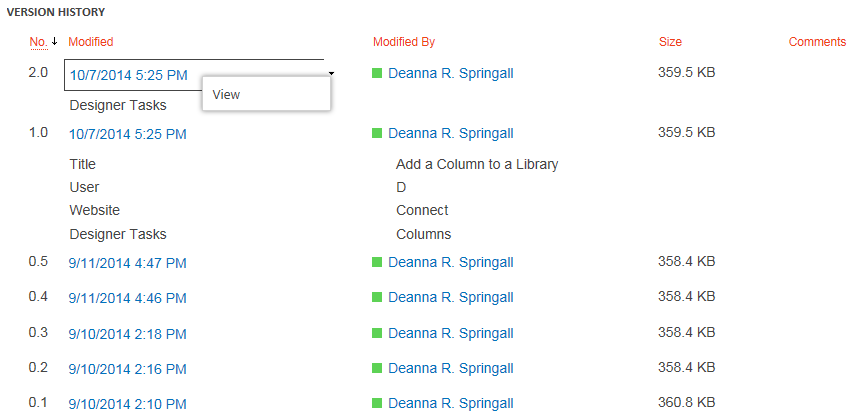 VERSION HISTORY
No. Modified Modified By Size Comments
2.0 10/7/2014 5:25 PM Deanna R. Springall 359.5 KB
View
Designer Tasks
1.0 10/7/2014 5:25 PM Deanna R. Springall 359.5 KB
Title Add a Column to a Library
User D
Website Connect
Designer Tasks Columns
0.5 9/11/2014 4:47 PM Deanna R. Springall 358.4 KB
0.4 9/11/2014 4:46 PM Deanna R. Springall 358.4 KB
0.3 9/10/2014 2:18 PM Deanna R. Springall 358.4 KB
0.2 9/10/2014 2:16 PM Deanna R. Springall 358.4 KB
0.1 9/10/2014 2:10 PM Deanna R. Springall 360.8 KB